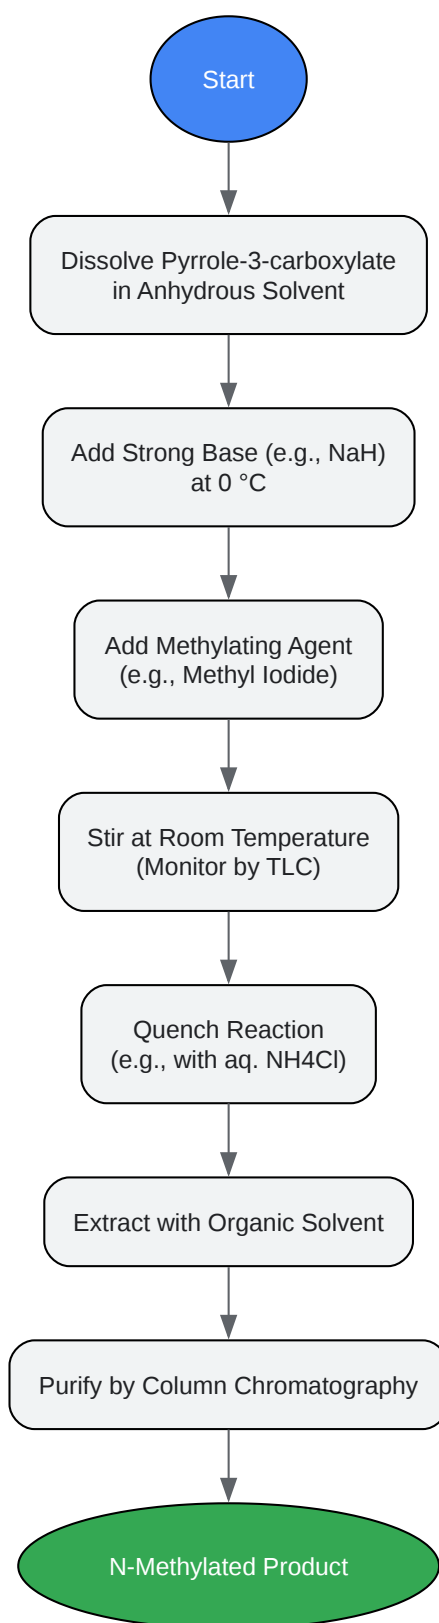 Start
Dissolve Pyrrole-3-carboxylate
in Anhydrous Solvent
Add Strong Base (e.g., NaH)
at 0 °C
Add Methylating Agent
(e.g., Methyl Iodide)
Stir at Room Temperature
(Monitor by TLC)
Quench Reaction
(e.g., with aq. NH4Cl)
Extract with Organic Solvent
Purify by Column Chromatography
N-Methylated Product